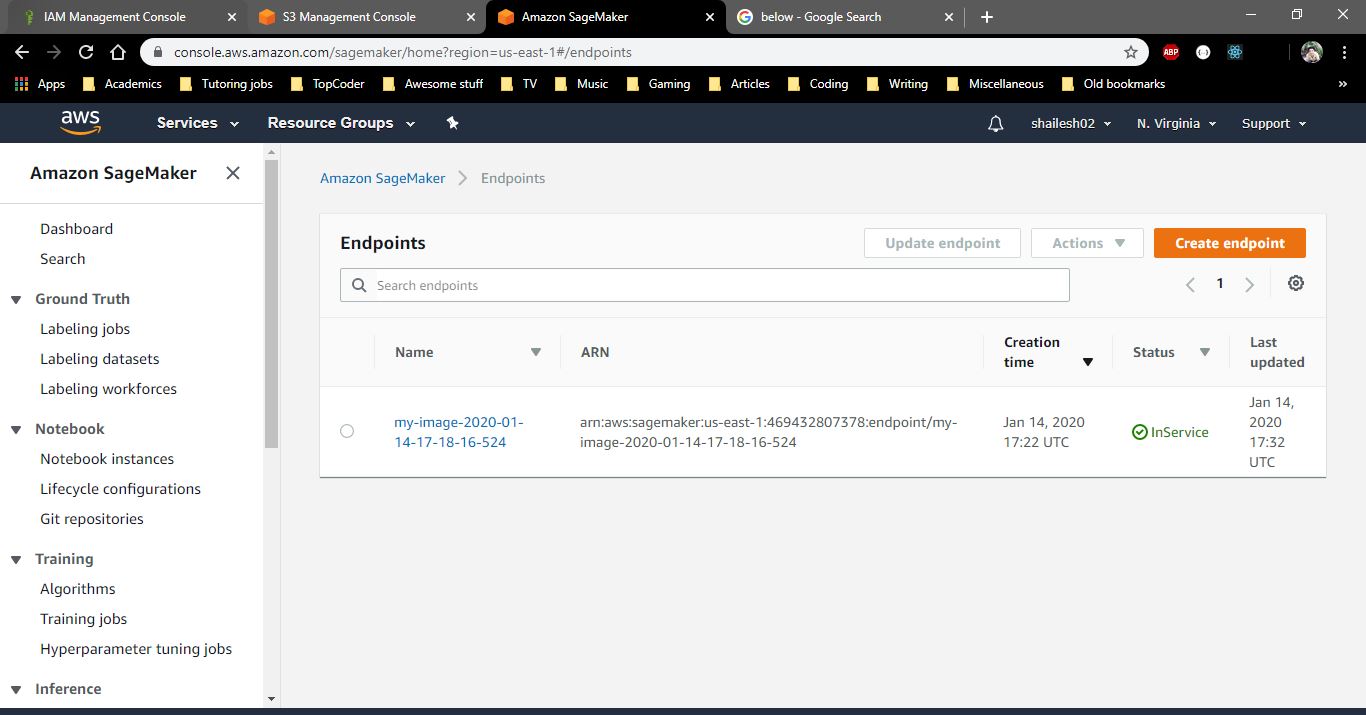 IAM Management Console
S3 Management Console
Amazon SageMaker
below - Google Search
console.aws.amazon.com/sagemaker/home?region=us-east-1#/endpoints
ABP
Apps Academics Tutoring jobs TopCoder Awesome stuff TV Music Gaming Articles Coding Writing Miscellaneous Old bookmarks
aws Services Resource Groups shailesh02 N. Virginia Support
Amazon SageMaker
Dashboard
Search
Ground Truth
Labeling jobs
Labeling datasets
Labeling workforces
Notebook
Notebook instances
Lifecycle configurations
Git repositories
Training
Algorithms
Training jobs
Hyperparameter tuning jobs
Inference
Amazon SageMaker > Endpoints
Endpoints
Update endpoint
Actions
Create endpoint
Search endpoints
1
Name
ARN
Creation
time
Status
Last
updated
my-image-2020-01-
14-17-18-16-524
arn:aws:sagemaker:us-east-1:469432807378:endpoint/my-
image-2020-01-14-17-18-16-524
Jan 14, 2020
17:22 UTC
InService
Jan 14,
2020
17:32
UTC